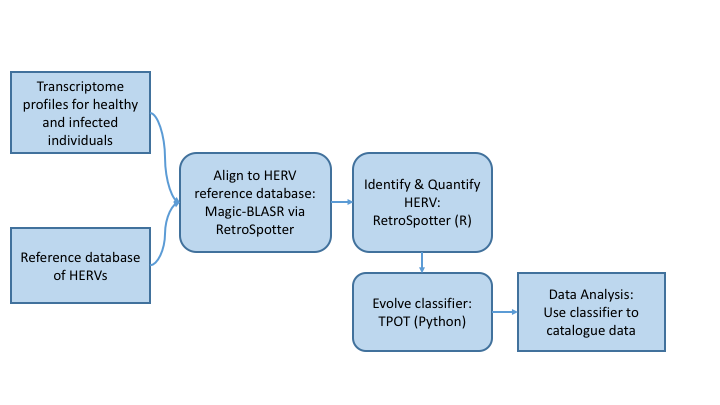 Transcriptome
profiles for healthy
and infected
individuals
Reference database
of HERVs
Align to HERV
reference database:
Magic-BLASR via
RetroSpotter
Identify & Quantify
HERV:
RetroSpotter (R)
Evolve classifier:
TPOT (Python)
Data Analysis:
Use classifier to
catalogue data